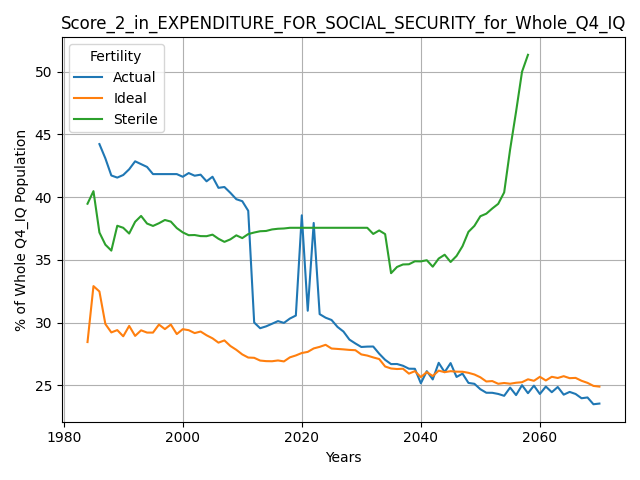 Score_2_in_EXPENDITURE_FOR_SOCIAL_SECURITY_for_Whole_Q4_IQ
Fertility
Actual
Ideal
Sterile
% of Whole Q4_IQ Population
50
45
40
35
30
25
1980
2000
2020
2040
2060
Years